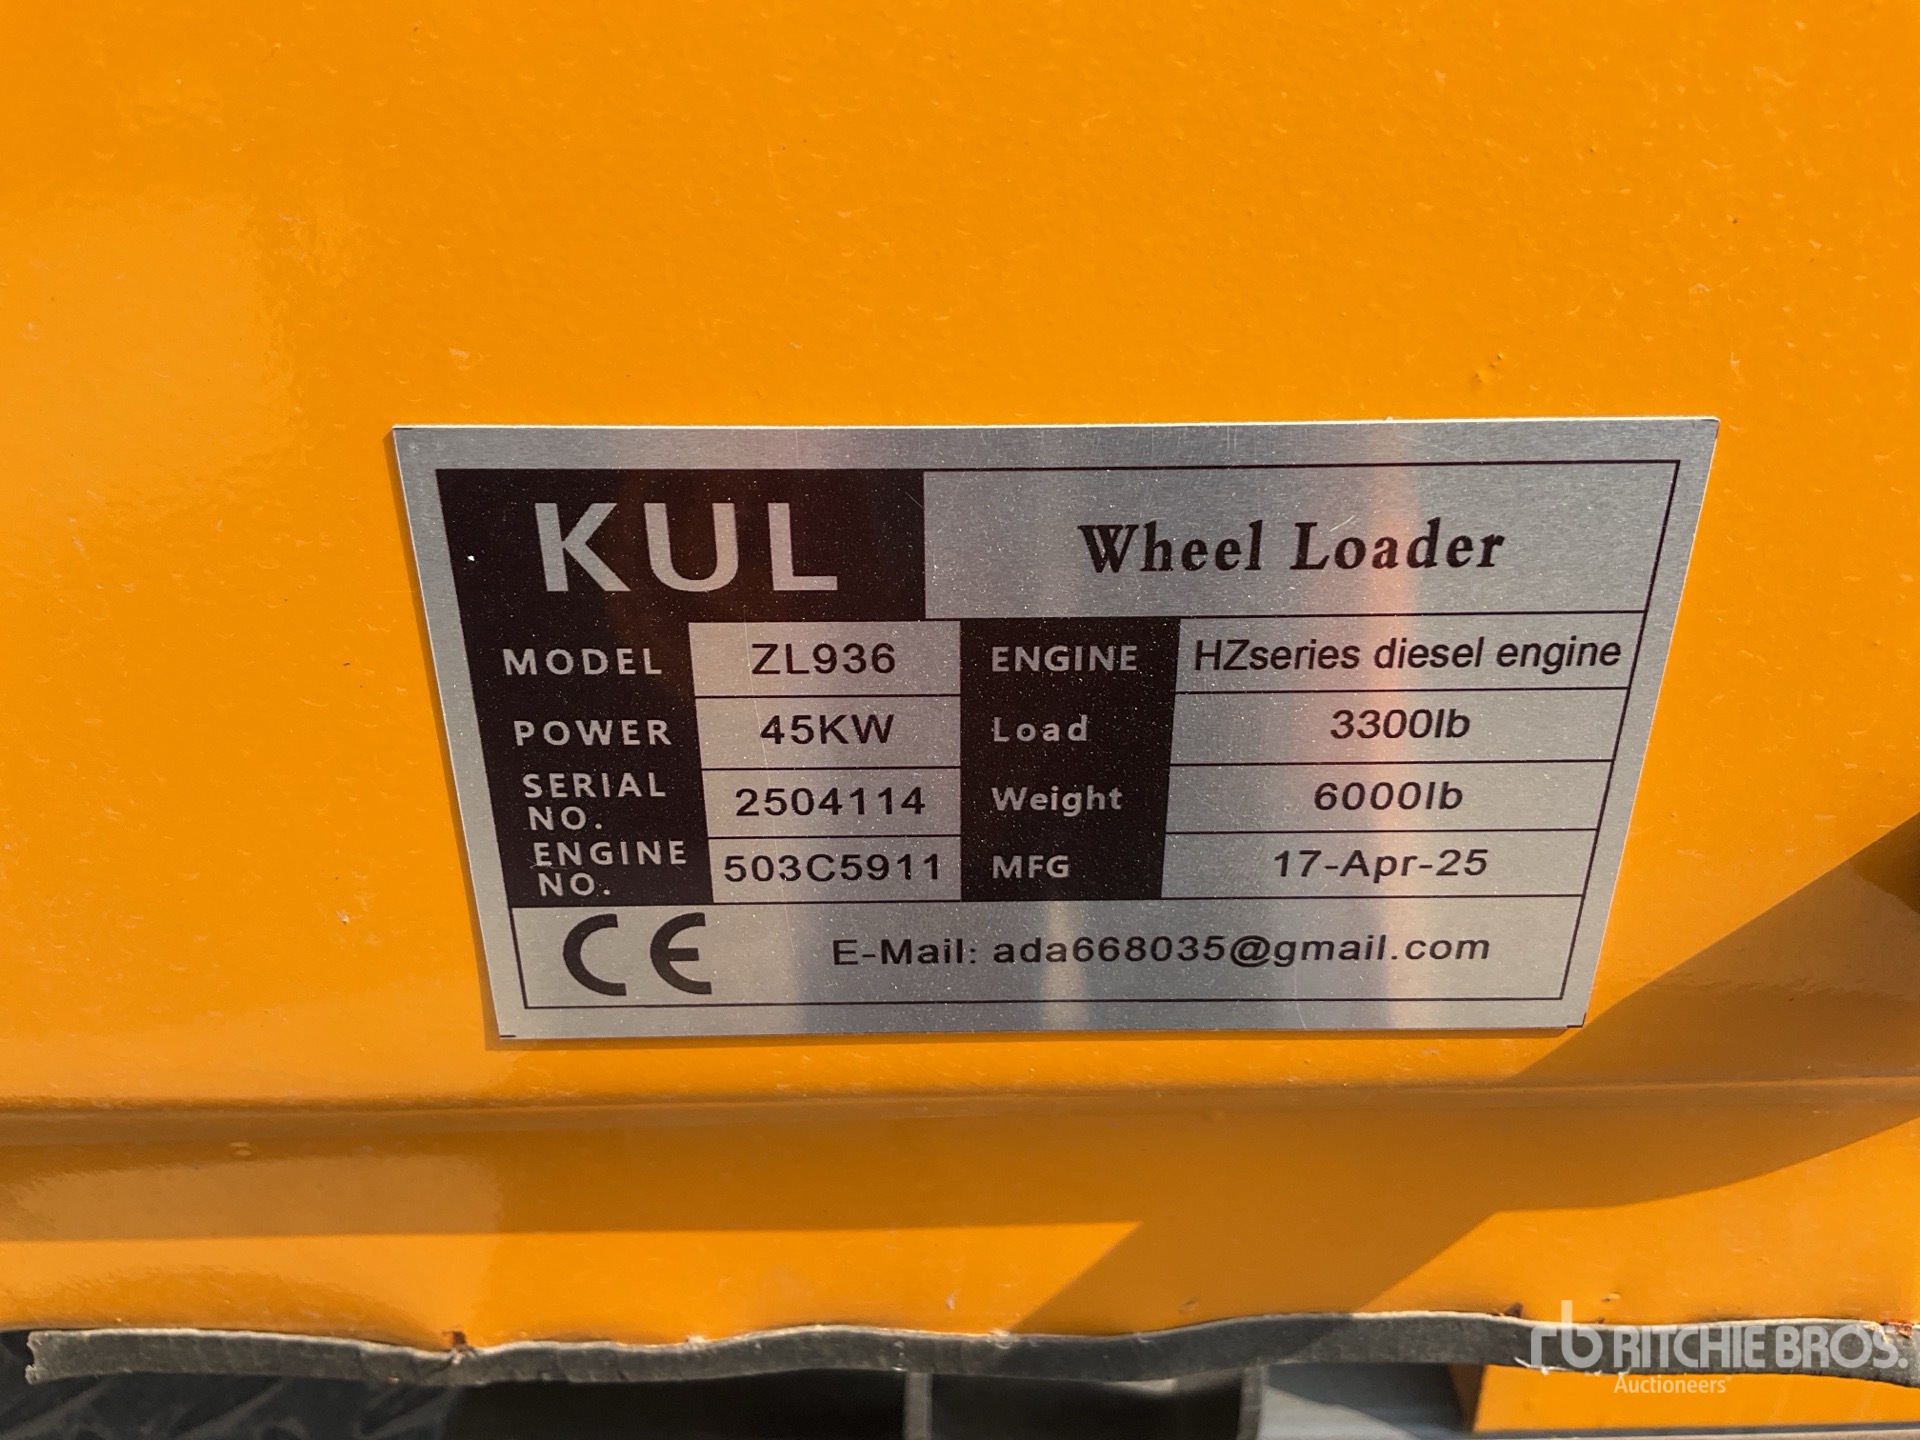 KUL Wheel Loader
MODEL ZL936 ENGINE HZseries diesel engine
POWER 45KW Load 3300lb
SERIAL NO. 2504114 Weight 6000lb
ENGINE NO. 503C5911 MFG 17-Apr-25
CE E-Mail: ada668035@gmail.com
rb RITCHIE BROS.
Auctioneers